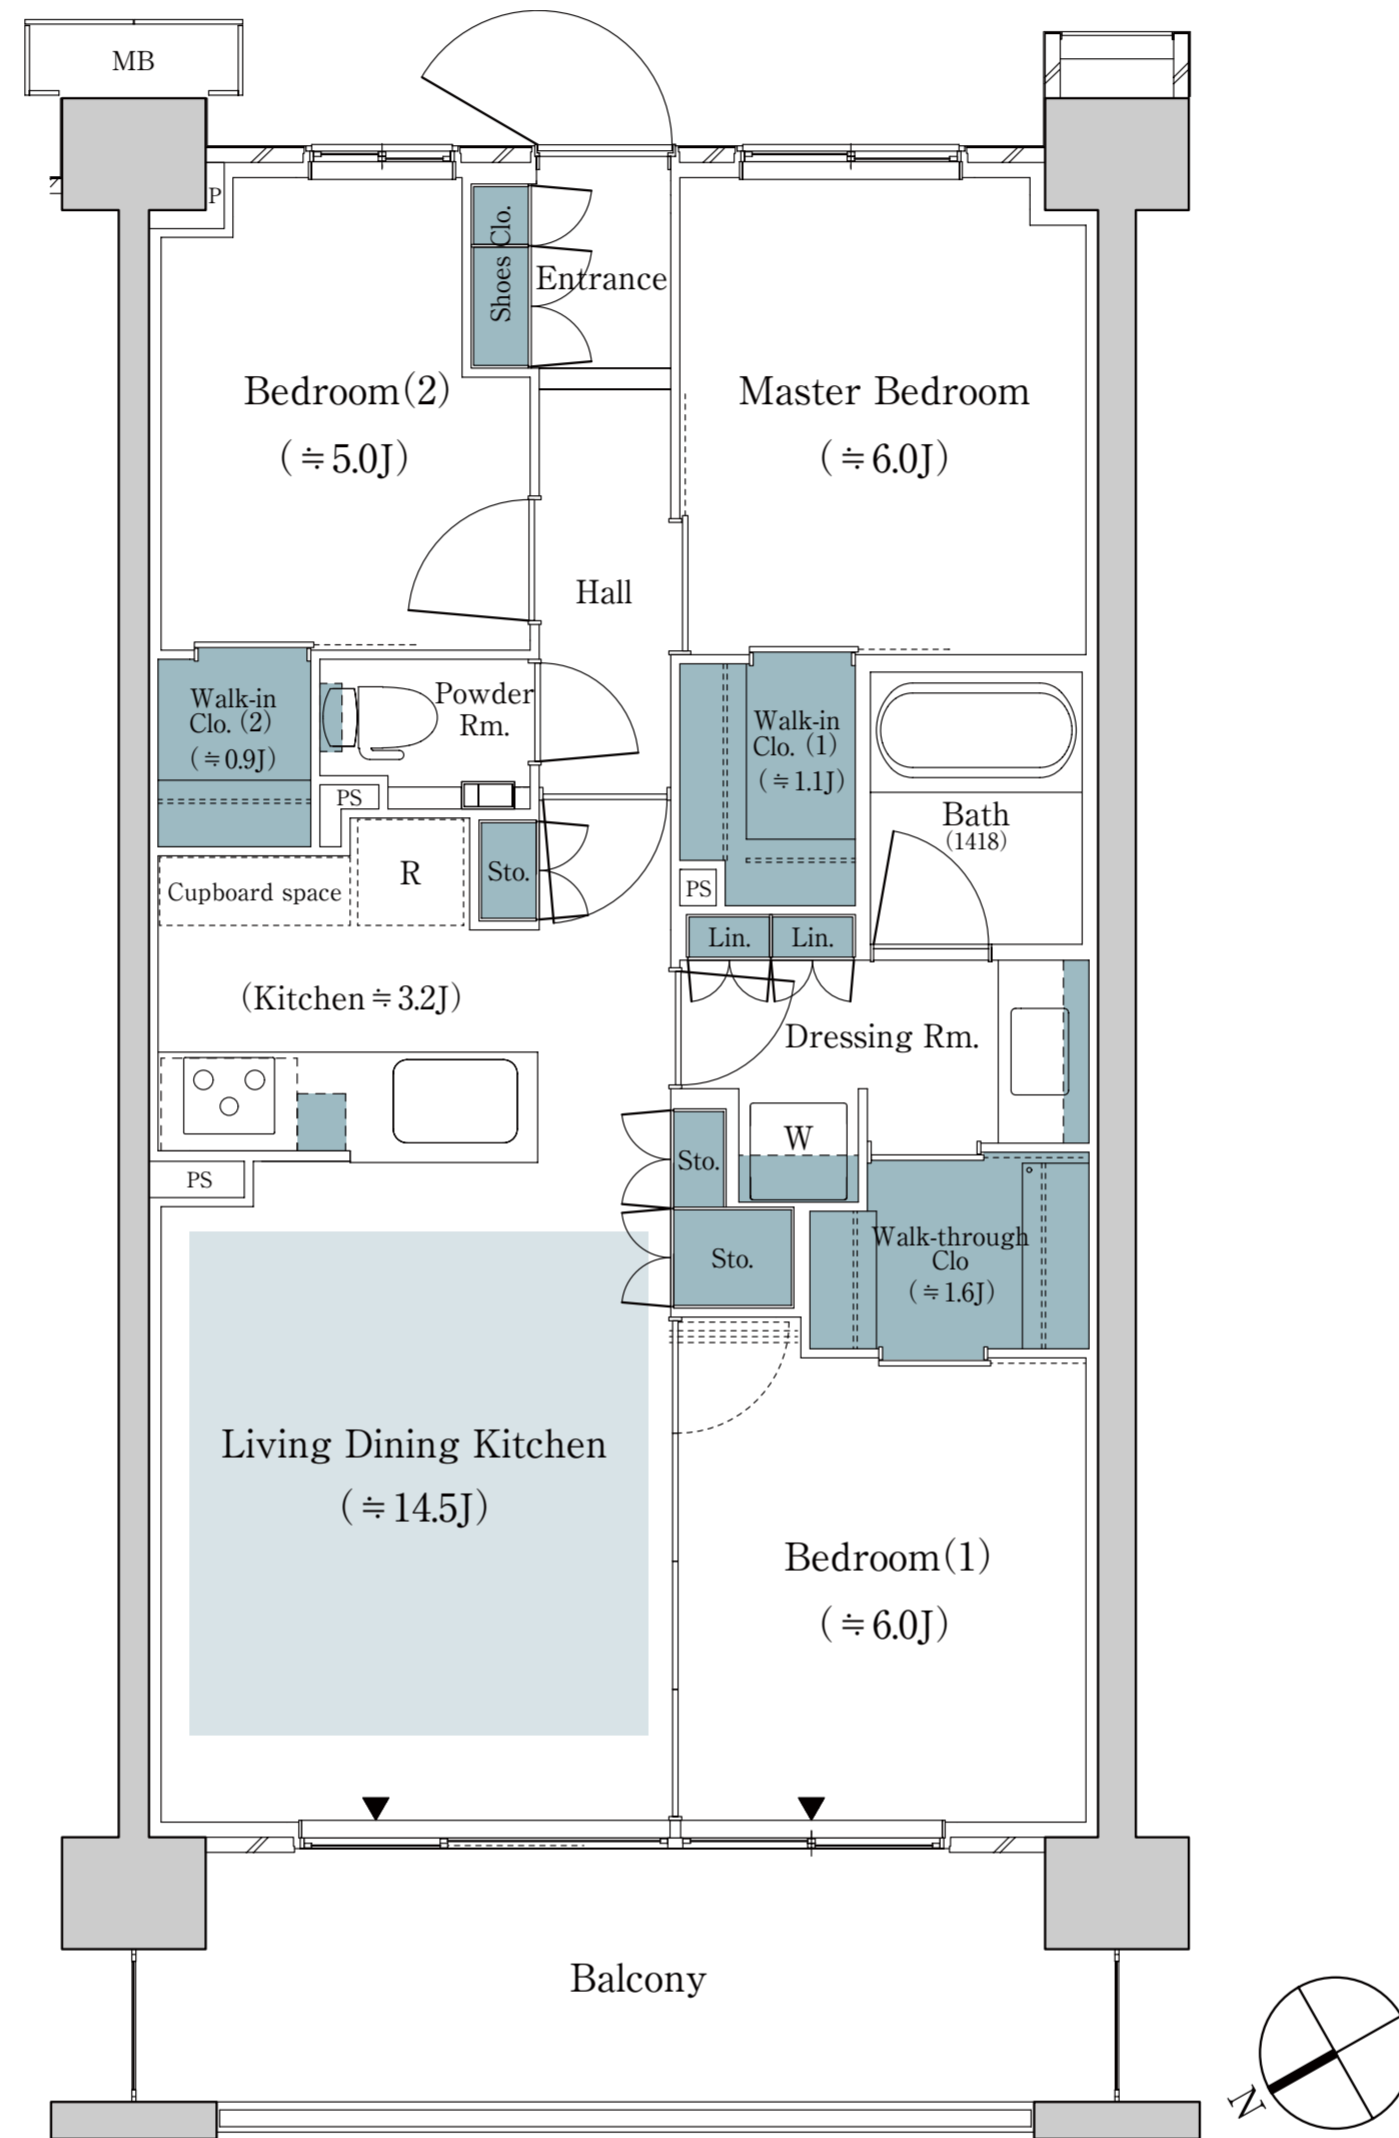 MB
P
Shoes Clo.
Entrance
Bedroom(2)
(≒5.0J)
Master Bedroom
(≒6.0J)
Hall
Walk-in
Clo. (2)
(≒0.9J)
Powder
Rm.
PS
Walk-in
Clo. (1)
(≒1.1J)
Bath
(1418)
Cupboard space
R
Sto.
PS
Lin.
Lin.
(Kitchen≒3.2J)
Dressing Rm.
W
PS
Sto.
Sto.
Walk-through
Clo
(≒1.6J)
Living Dining Kitchen
(≒14.5J)
Bedroom(1)
(≒6.0J)
Balcony
N